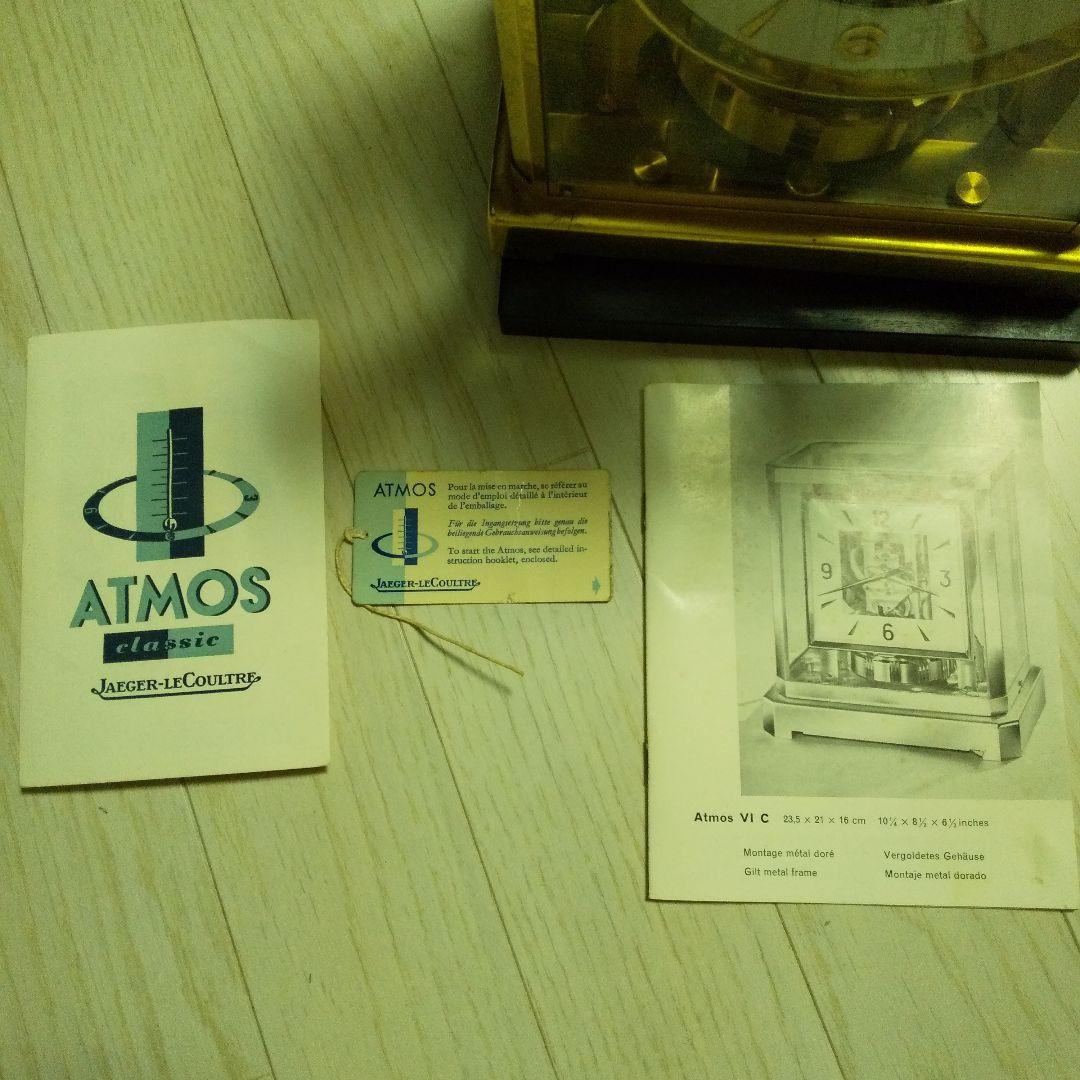 6
ATMOS
classic
JAEGER-LECOULTRE
3
6
ATMOS
JAEGER-LECOULTRE
Pour la mise en marche, se référer au
mode d'emploi détaillé à l'intérieur
de l'emballage.
Für die Ingangsetzung bitte genau die
beiliegende Gebrauchsanweisung befolgen.
To start the Atmos, see detailed in-
struction booklet, enclosed.
12
9
3
6
Atmos VI C 23,5 × 21 × 16 cm 10¼ × 8½ × 6½ inches
Montage métal doré
Vergoldetes Gehäuse
Gilt metal frame
Montaje metal dorado